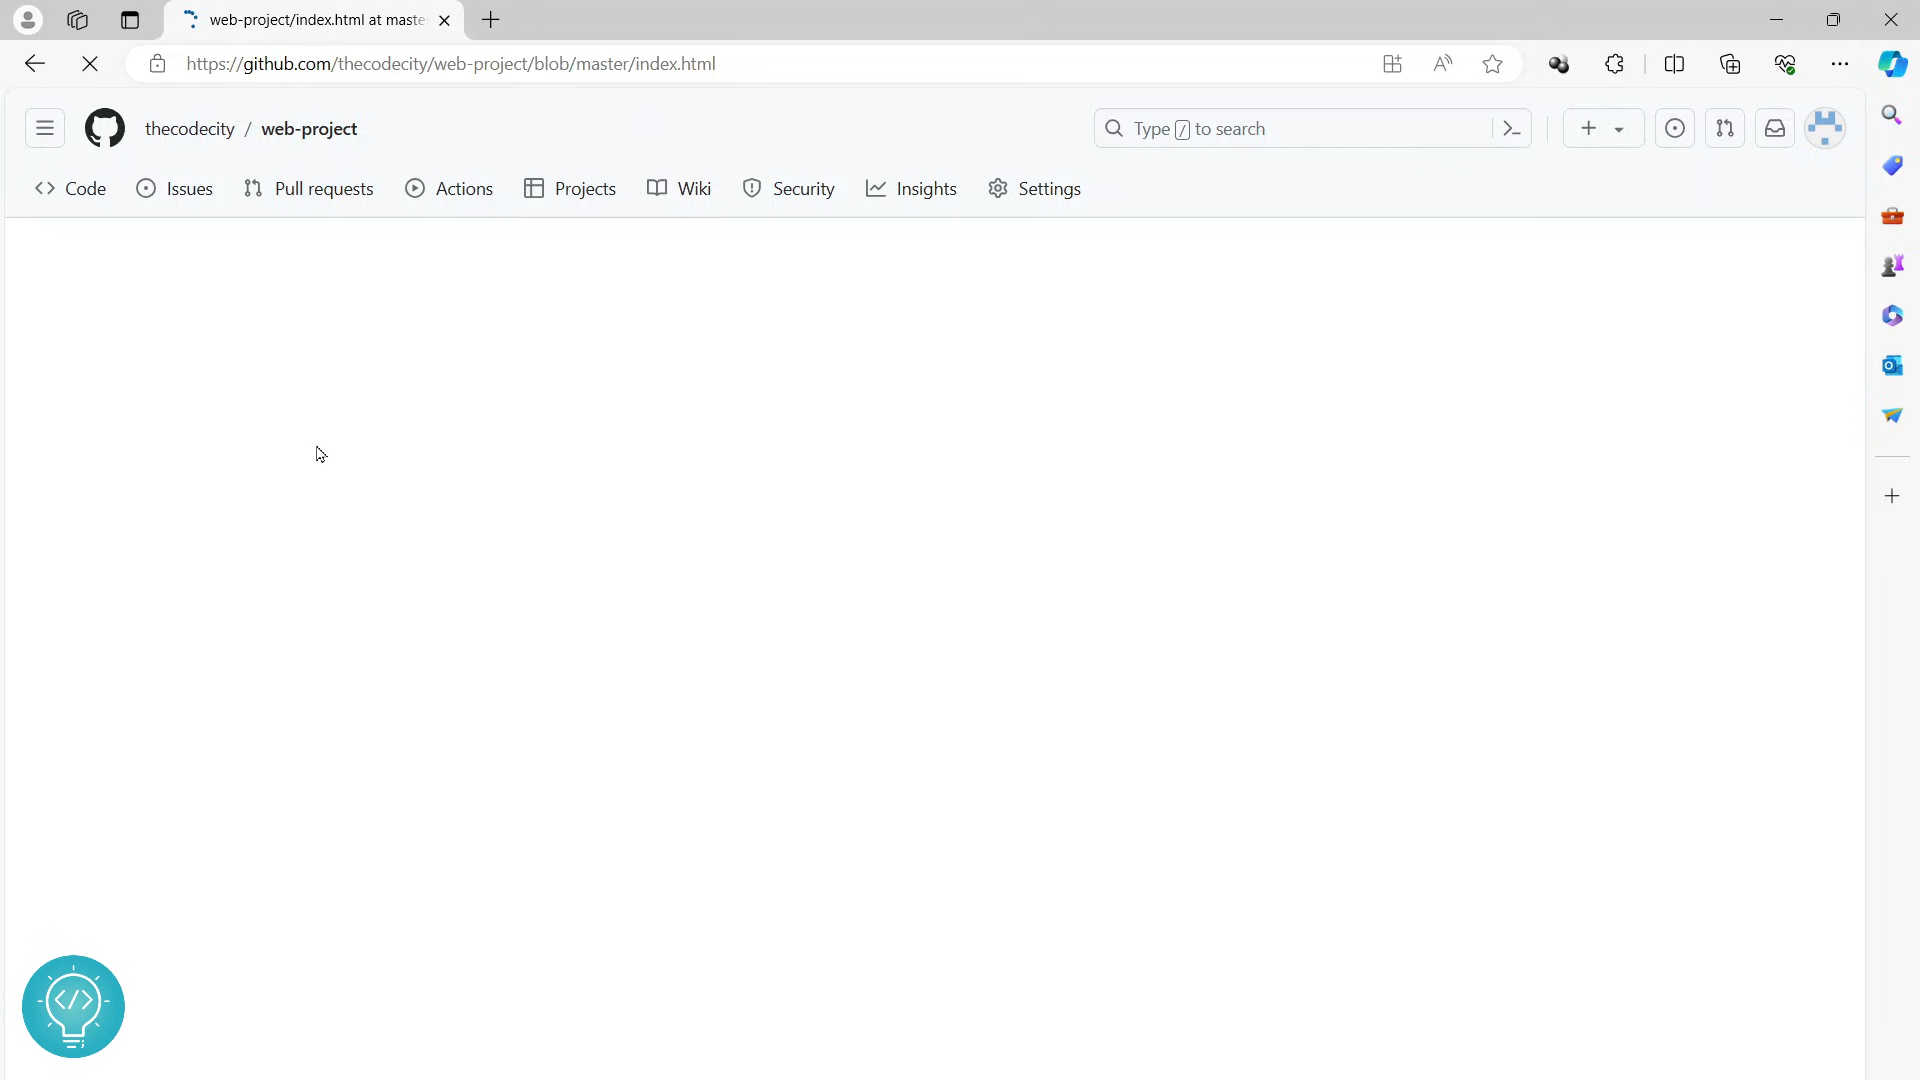 web-project/index.html at maste
https://github.com/thecodecity/web-project/blob/master/index.html
thecodecity / web-project
Type / to search
Code Issues Pull requests Actions Projects Wiki Security Insights Settings